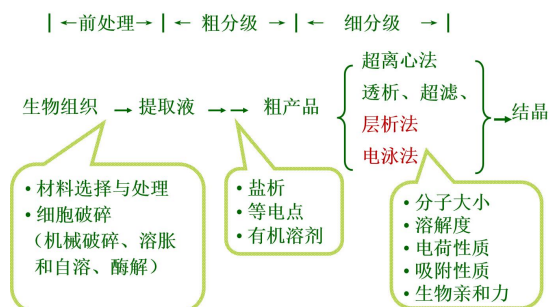 前处理 粗分级 细分级
生物组织 提取液 粗产品
超离心法
透析、超滤、
层析法
电泳法
结晶
•材料选择与处理
•细胞破碎
（机械破碎、溶胀
和自溶、酶解）
•盐析
•等电点
•有机溶剂
•分子大小
•溶解度
•电荷性质
•吸附性质
•生物亲和力